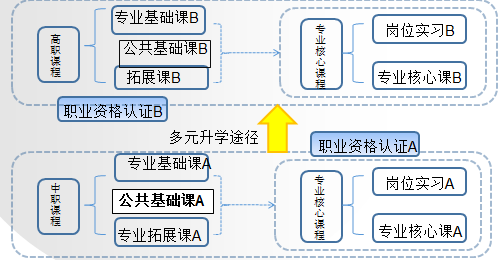 高职课程
专业基础课B
公共基础课B
拓展课B
专业核心课程
岗位实习B
专业核心课B
职业资格认证B
多元升学途径
职业资格认证A
中职课程
专业基础课A
公共基础课A
专业拓展课A
专业核心课程
岗位实习A
专业核心课A